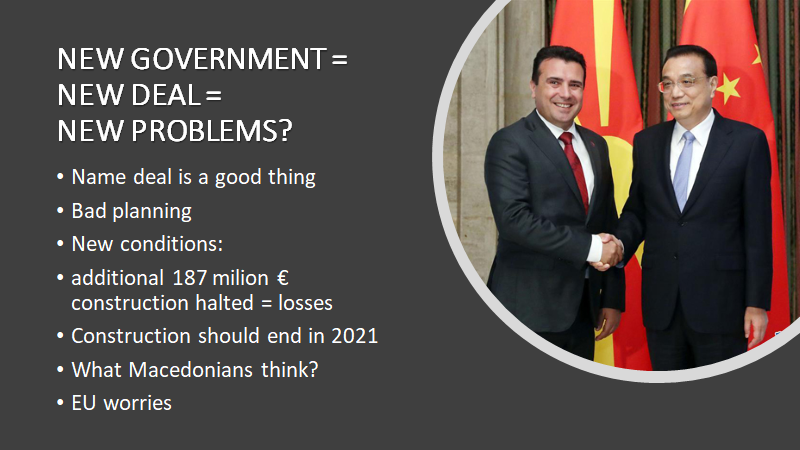 NEW GOVERNMENT =
NEW DEAL =
NEW PROBLEMS?
• Name deal is a good thing
• Bad planning
• New conditions:
• additional 187 milion €
construction halted = losses
• Construction should end in 2021
• What Macedonians think?
• EU worries